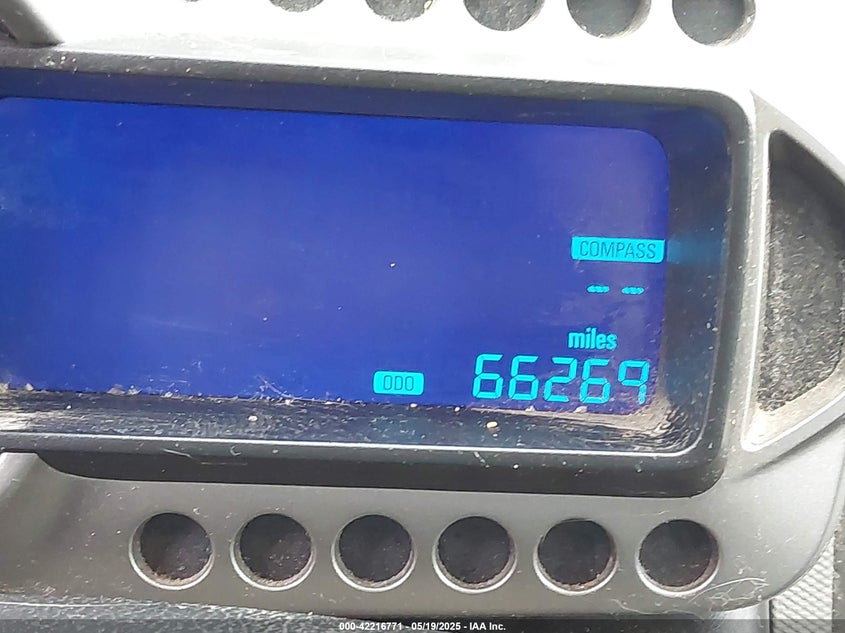 COMPASS
-- --
miles
ODO 66269
000-42216771 - 05/19/2025 - IAA Inc.